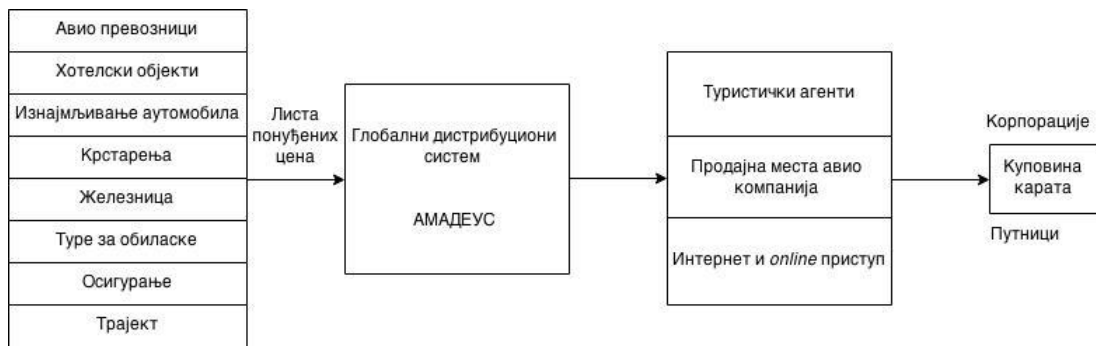 Авио превозници
Хотелски објекти
Изнајмљивање аутомобила
Крстарења
Железница
Туре за обиласке
Осигурање
Трајект
Листа
понуђених
цена
Глобални дистрибуциони
систем
АМАДЕУС
Туристички агенти
Продајна места авио
компанија
Интернет и online приступ
Корпорације
Куповина
карата
Путници